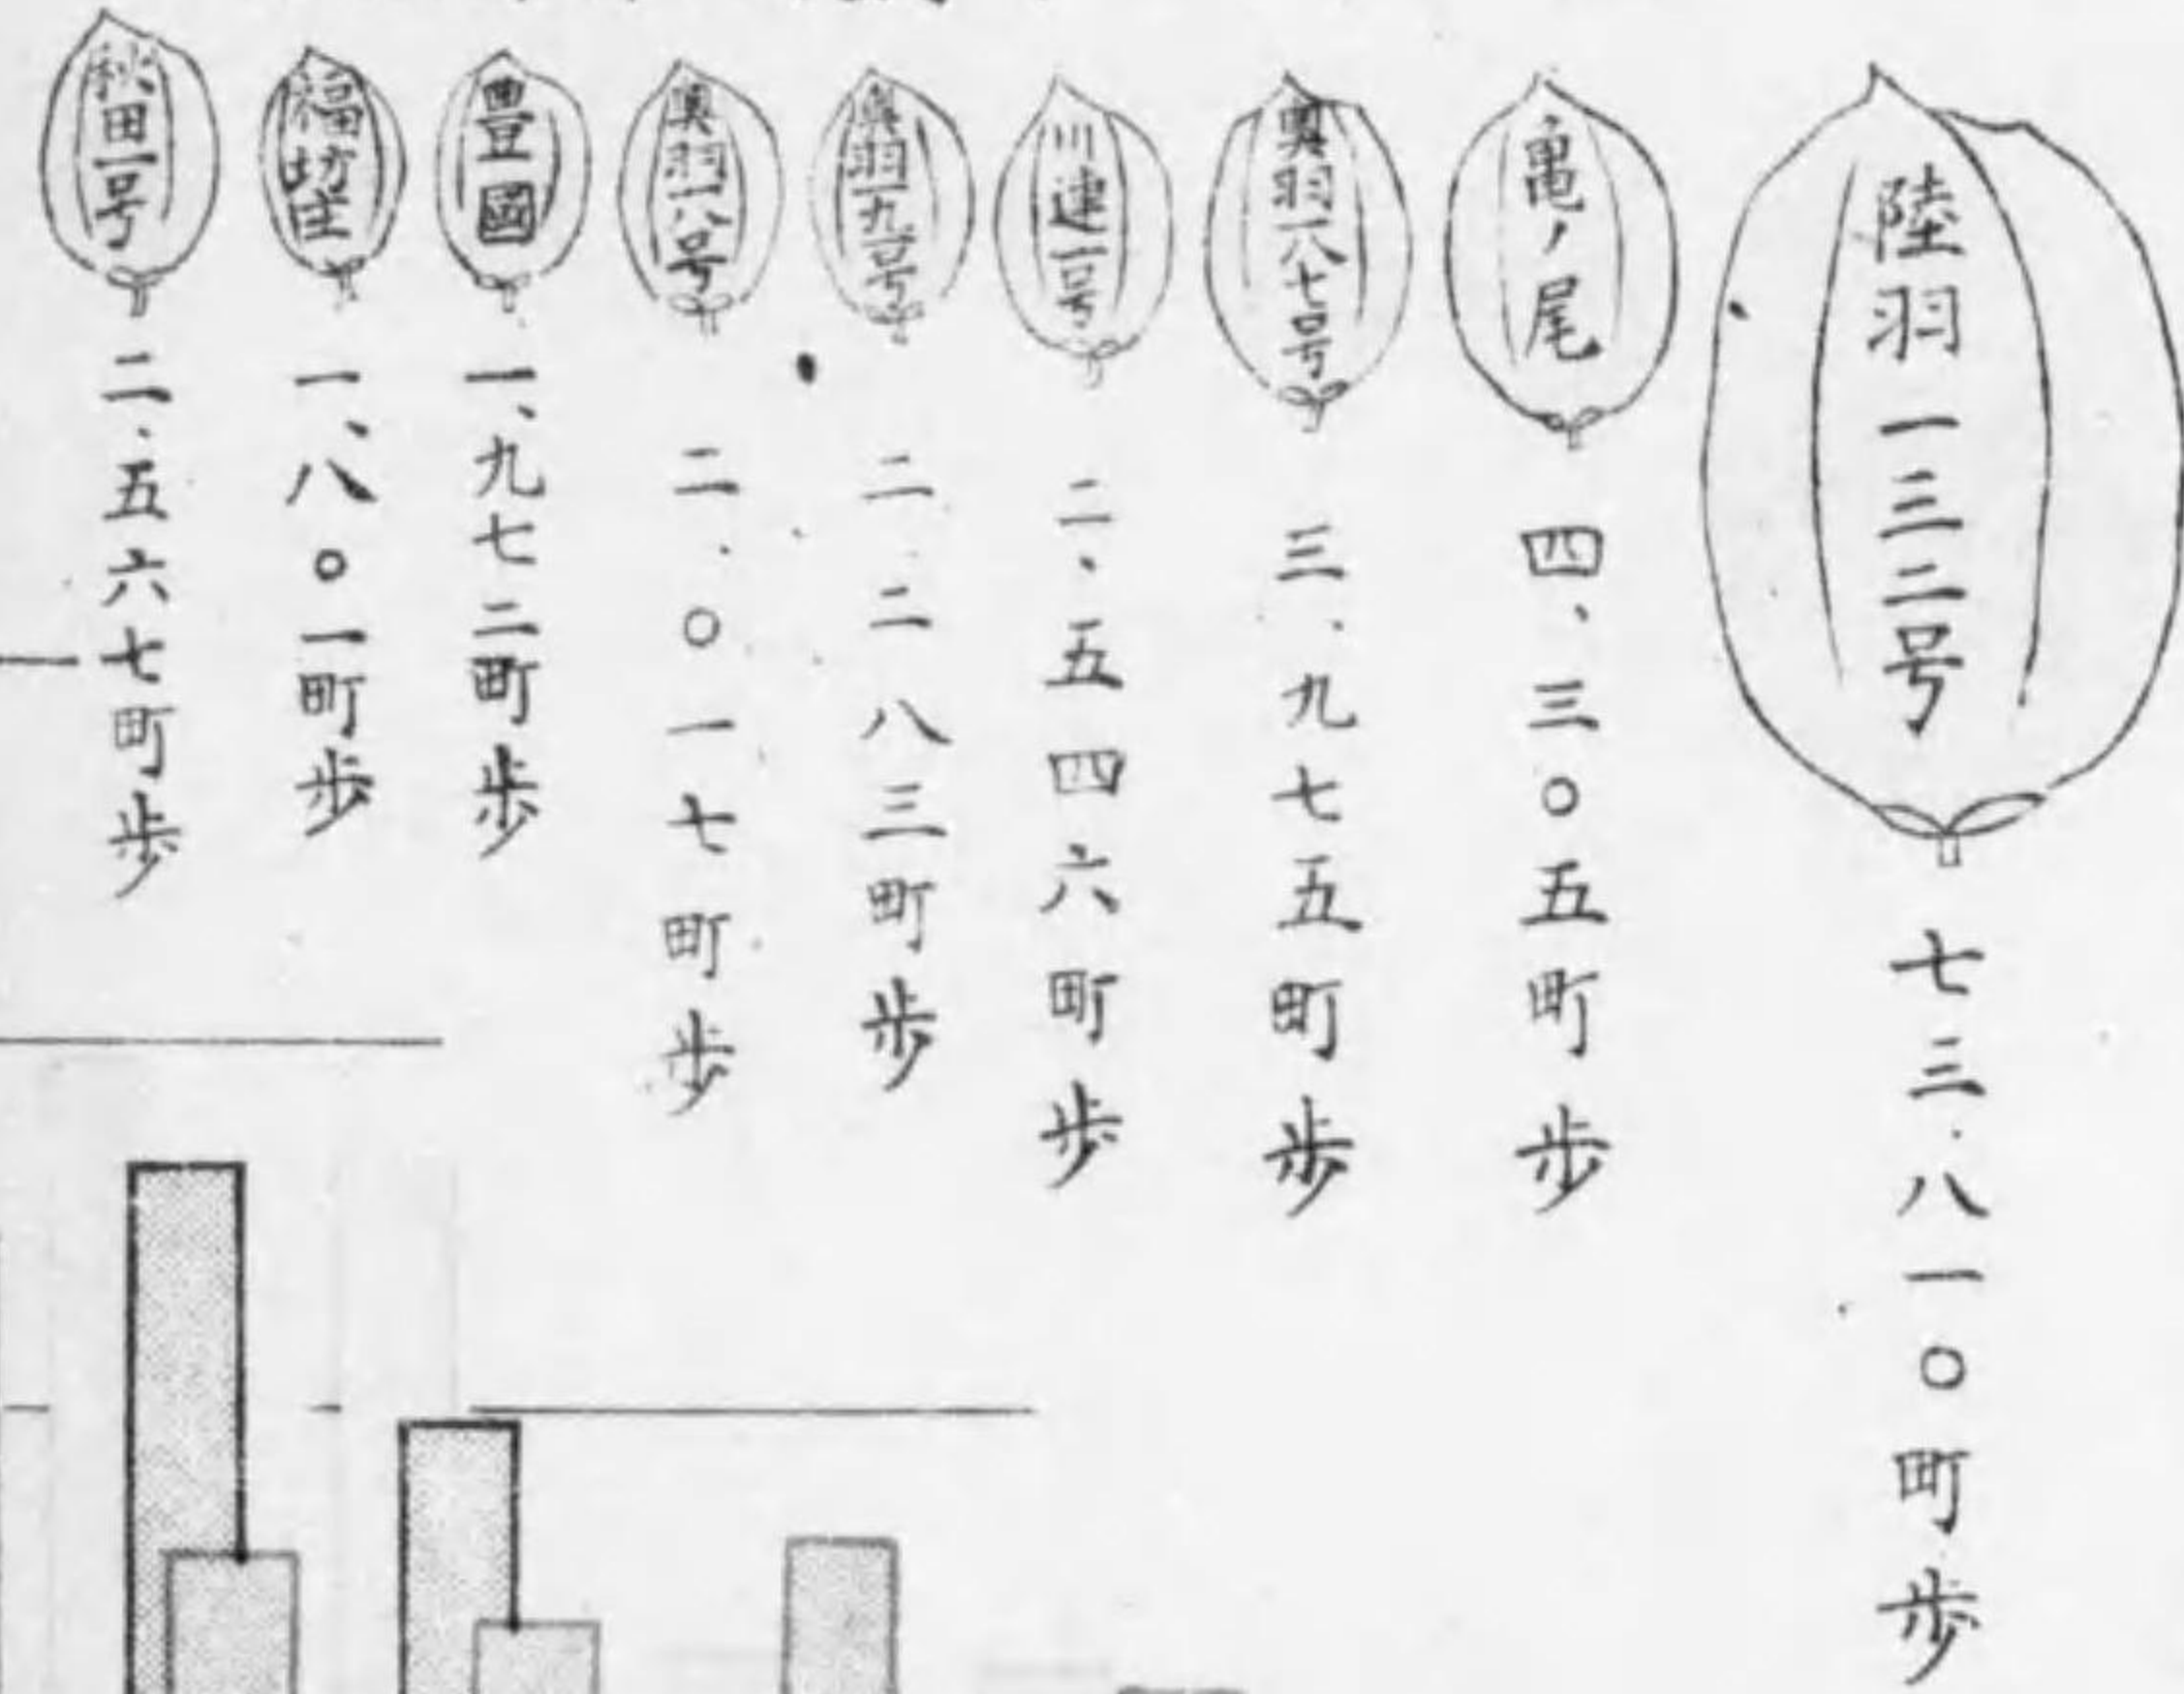 陸羽一三二号
七三.八一〇町歩
亀ノ尾
四、三〇五町歩
奥羽一八七号
三.九七五町歩
川連一号
二.五四六町歩
奥羽一九号
二.二八三町歩
奥羽一八号
二.〇一七町歩
豊國
一、九七二町歩
福坊主
一、八〇一町歩
秋田一号
二.五六七町歩